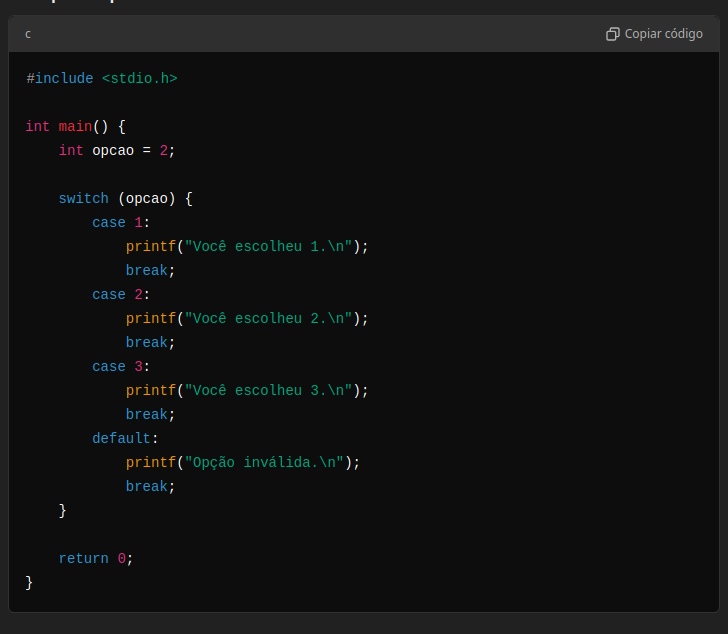 c
Copiar código
#include <stdio.h>
int main() {
    int opcao = 2;
    switch (opcao) {
        case 1:
            printf("Você escolheu 1.\n");
            break;
        case 2:
            printf("Você escolheu 2.\n");
            break;
        case 3:
            printf("Você escolheu 3.\n");
            break;
        default:
            printf("Opção inválida.\n");
            break;
    }
    return 0;
}